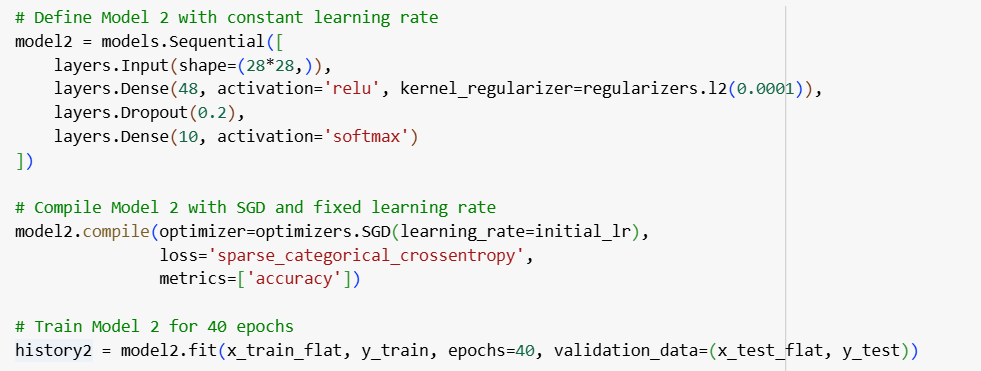 # Define Model 2 with constant learning rate
model2 = models.Sequential([
    layers.Input(shape=(28*28,)),
    layers.Dense(48, activation='relu', kernel_regularizer=regularizers.l2(0.0001)),
    layers.Dropout(0.2),
    layers.Dense(10, activation='softmax')
])

# Compile Model 2 with SGD and fixed learning rate
model2.compile(optimizer=optimizers.SGD(learning_rate=initial_lr),
               loss='sparse_categorical_crossentropy',
               metrics=['accuracy'])

# Train Model 2 for 40 epochs
history2 = model2.fit(x_train_flat, y_train, epochs=40, validation_data=(x_test_flat, y_test))